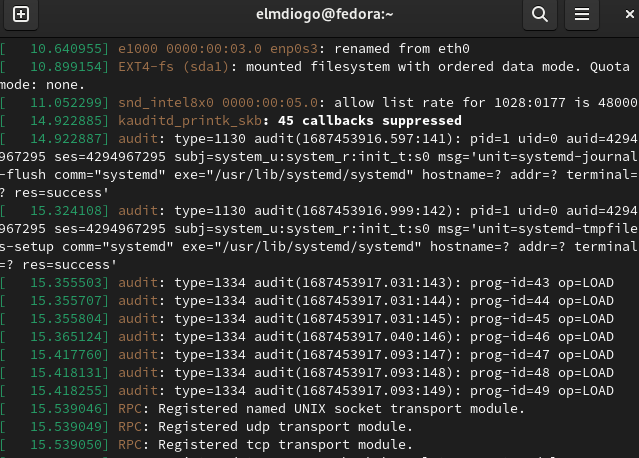 elmdiogo@fedora:~
[   10.640955] e1000 0000:00:03.0 enp0s3: renamed from eth0
[   10.899154] EXT4-fs (sda1): mounted filesystem with ordered data mode. Quota
mode: none.
[   11.052299] snd_intel8x0 0000:00:05.0: allow list rate for 1028:0177 is 48000
[   14.922885] kauditd_printk_skb: 45 callbacks suppressed
[   14.922887] audit: type=1130 audit(1687453916.597:141): pid=1 uid=0 auid=4294
967295 ses=4294967295 subj=system_u:system_r:init_t:s0 msg='unit=systemd-journal
-flush comm="systemd" exe="/usr/lib/systemd/systemd" hostname=? addr=? terminal=
? res=success'
[   15.324108] audit: type=1130 audit(1687453916.999:142): pid=1 uid=0 auid=4294
967295 ses=4294967295 subj=system_u:system_r:init_t:s0 msg='unit=systemd-tmpfile
s-setup comm="systemd" exe="/usr/lib/systemd/systemd" hostname=? addr=? terminal
=? res=success'
[   15.355503] audit: type=1334 audit(1687453917.031:143): prog-id=43 op=LOAD
[   15.355707] audit: type=1334 audit(1687453917.031:144): prog-id=44 op=LOAD
[   15.355804] audit: type=1334 audit(1687453917.031:145): prog-id=45 op=LOAD
[   15.365124] audit: type=1334 audit(1687453917.040:146): prog-id=46 op=LOAD
[   15.417760] audit: type=1334 audit(1687453917.093:147): prog-id=47 op=LOAD
[   15.418131] audit: type=1334 audit(1687453917.093:148): prog-id=48 op=LOAD
[   15.418255] audit: type=1334 audit(1687453917.093:149): prog-id=49 op=LOAD
[   15.539046] RPC: Registered named UNIX socket transport module.
[   15.539049] RPC: Registered udp transport module.
[   15.539050] RPC: Registered tcp transport module.